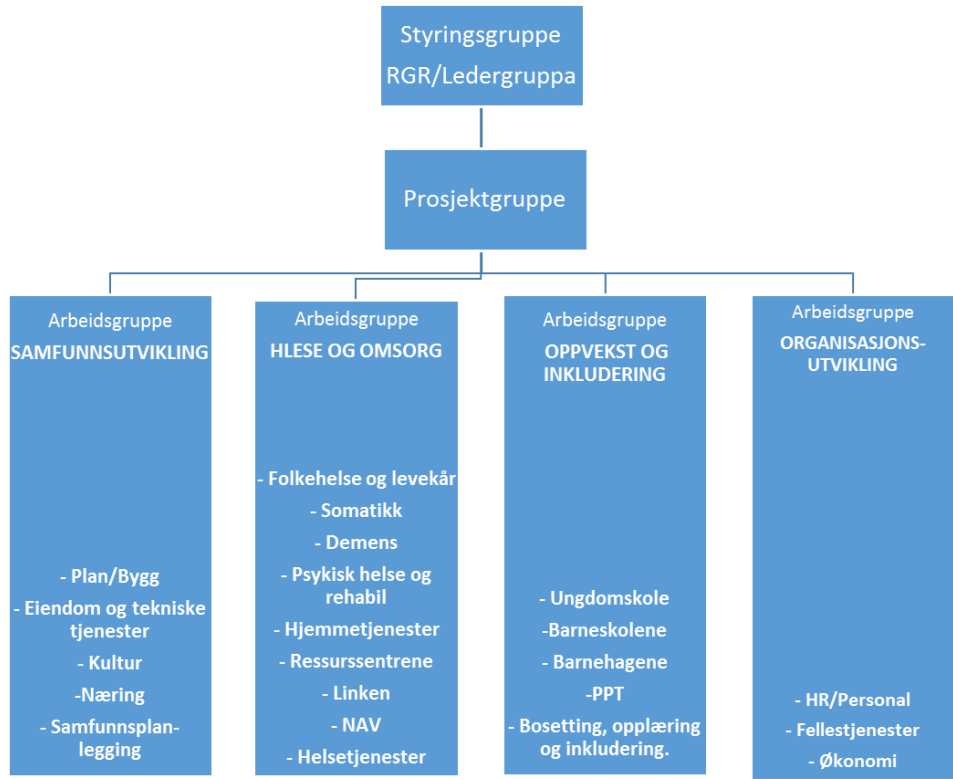 Styringsgruppe
RGR/Ledergruppa
Prosjektgruppe
Arbeidsgruppe
SAMFUNNSUTVIKLING
- Plan/Bygg
- Eiendom og tekniske
tjenester
- Kultur
-Næring
- Samfunnsplan-
legging
Arbeidsgruppe
HLESE OG OMSORG
- Folkehelse og levekår
- Somatikk
- Demens
- Psykisk helse og
rehabil
- Hjemmetjenester
- Ressurssentrene
- Linken
- NAV
- Helsetjenester
Arbeidsgruppe
OPPVEKST OG
INKLUDERING
- Ungdomskole
-Barneskolene
- Barnehagene
-PPT
- Bosetting, opplæring
og inkludering.
Arbeidsgruppe
ORGANISASJONS-
UTVIKLING
- HR/Personal
- Fellestjenester
- Økonomi